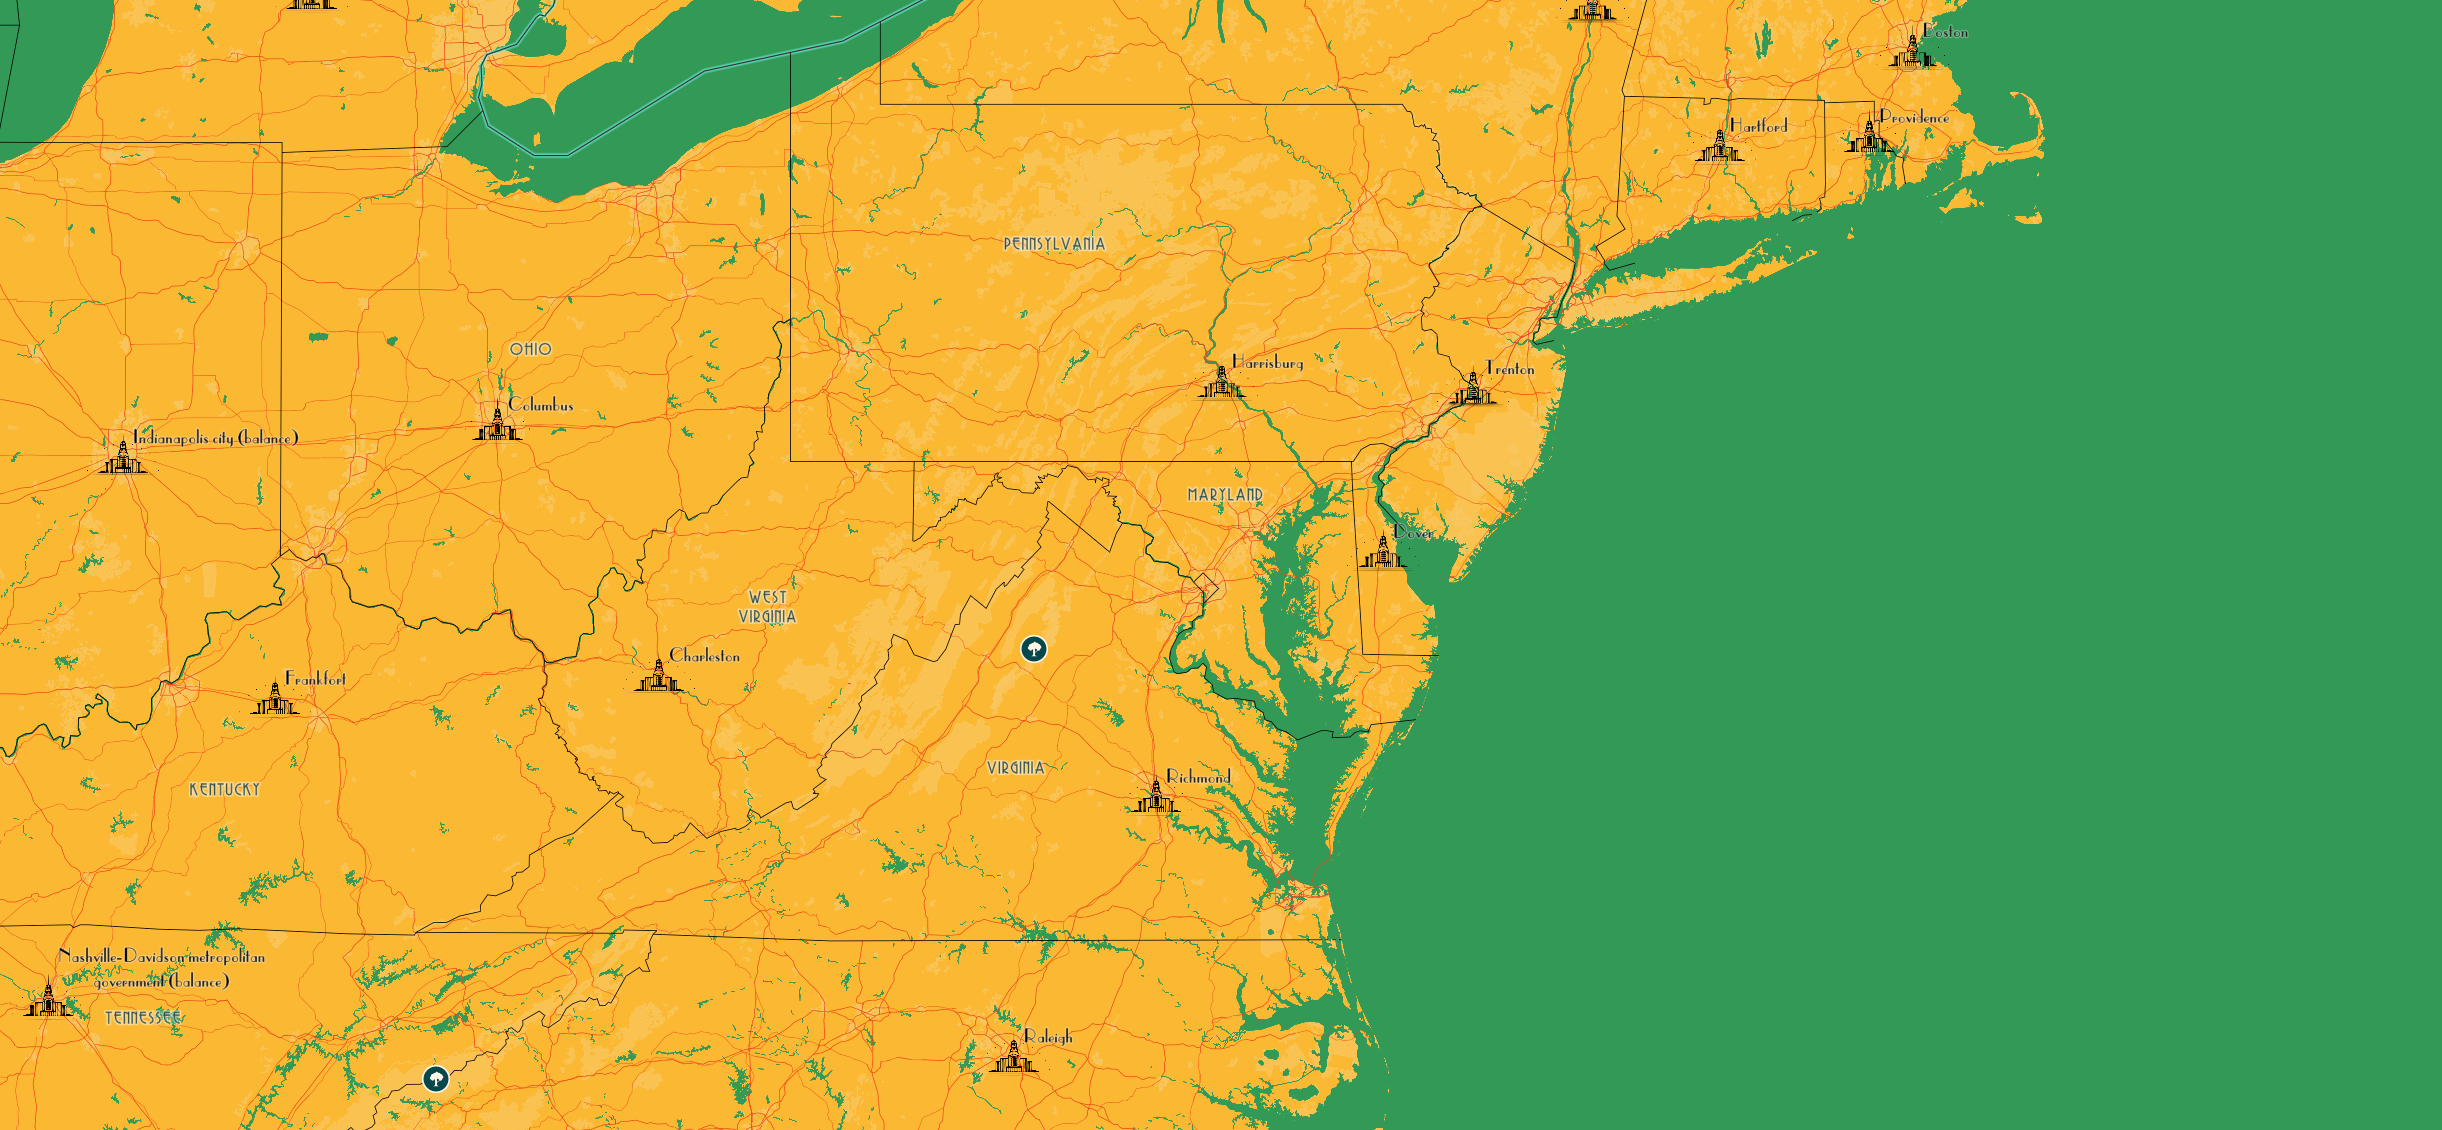 Boston
Providence
Hartford
PENNSYLVANIA
OHIO
Harrisburg
Trenton
Columbus
Indianapolis city (balance)
MARYLAND
Dover
WEST
VIRGINIA
Charleston
Frankfort
VIRGINIA
Richmond
KENTUCKY
Nashville-Davidson metropolitan
government (balance)
TENNESSEE
Raleigh